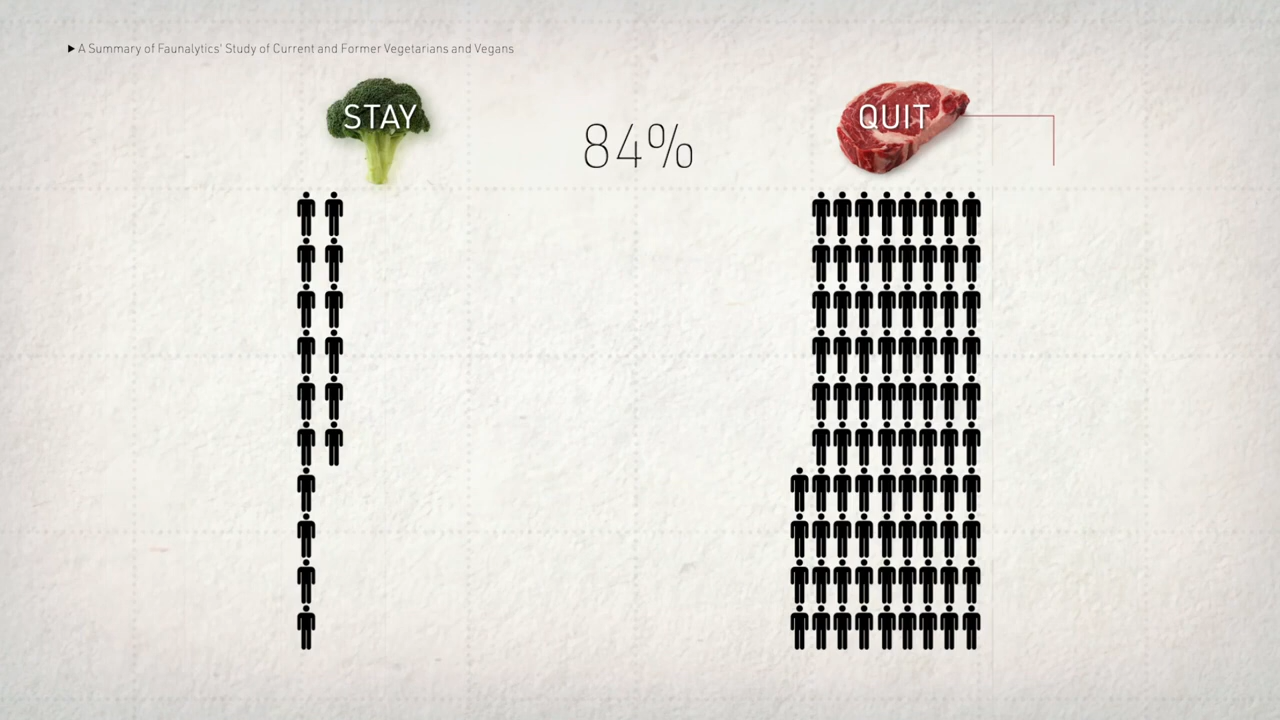 ▶ A Summary of Faunalytics' Study of Current and Former Vegetarians and Vegans
STAY
84%
QUIT